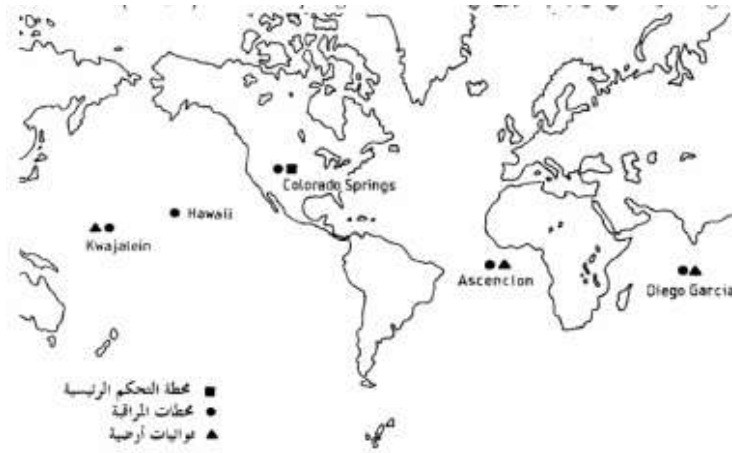 Colorado Springs
Hawaii
Kwajalein
Ascencion
Diego Garcia
محطة التحكم الرئيسية
محطات المراقبة
هوائيات أرضية